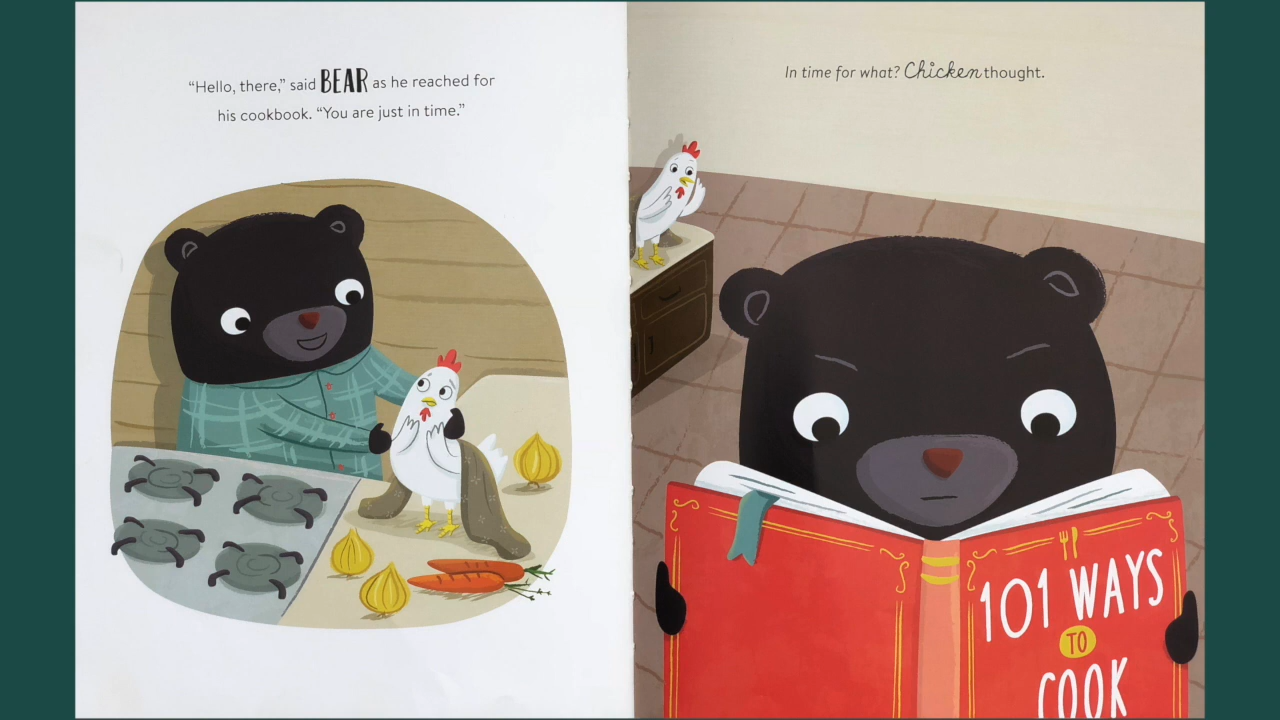 “Hello, there,” said BEAR as he reached for
his cookbook. “You are just in time.”
In time for what? Chicken thought.
101 WAYS
TO
COOK